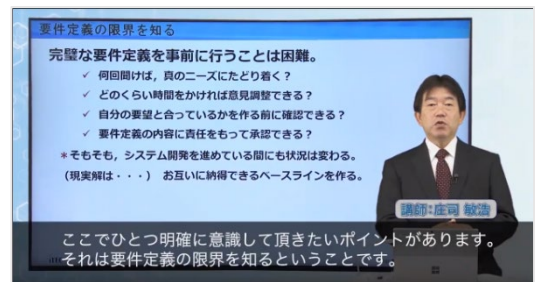 要件定義の限界を知る
完璧な要件定義を事前に行うことは困難。
✓ 何回聞けば，真のニーズにたどり着く？
✓ どのくらい時間をかければ意見調整できる？
✓ 自分の要望と合っているかを作る前に確認できる？
✓ 要件定義の内容に責任をもって承認できる？
＊そもそも，システム開発を進めている間にも状況は変わる。
（現実解は・・・） お互いに納得できるベースラインを作る。
講師:庄司 敏浩
ここでひとつ明確に意識して頂きたいポイントがあります。
それは要件定義の限界を知るということです。